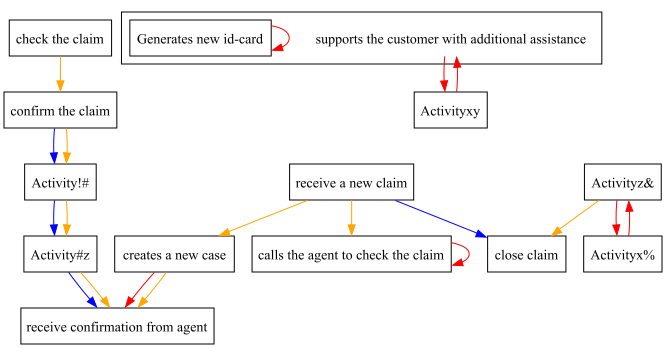 check the claim
Generates new id-card
supports the customer with additional assistance
confirm the claim
Activityxy
Activity!#
receive a new claim
Activityz&
Activity#z
creates a new case
calls the agent to check the claim
close claim
Activityx%
receive confirmation from agent